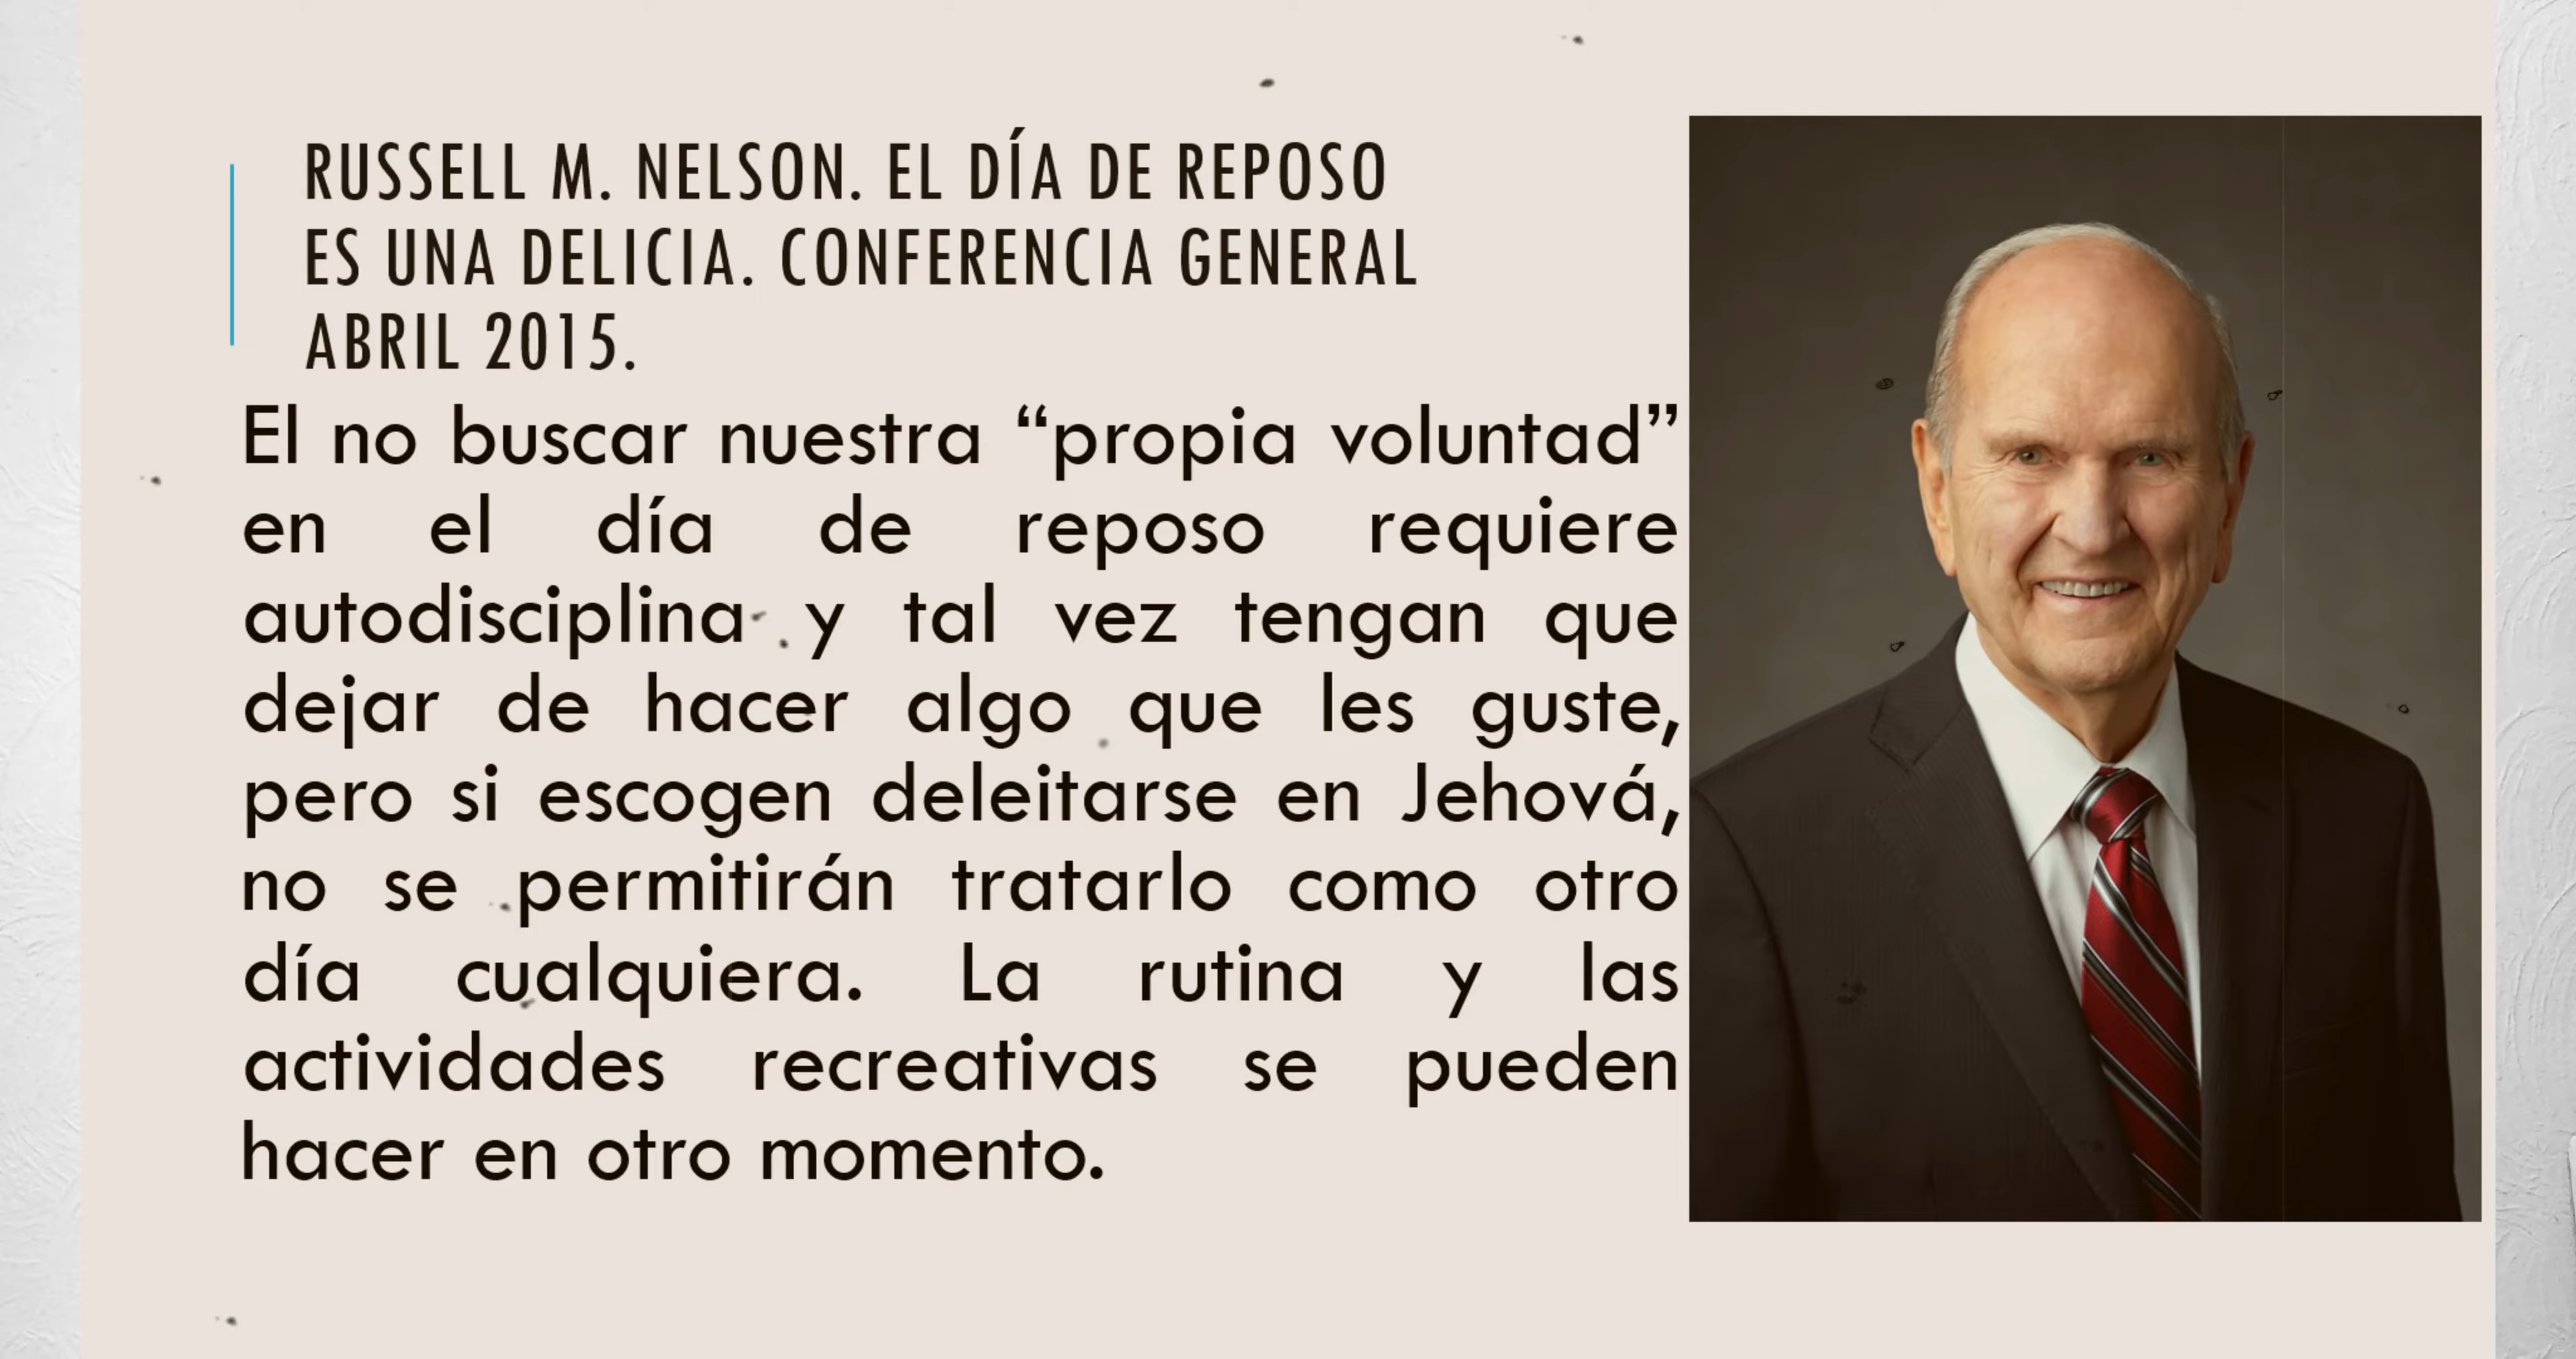 RUSSELL M. NELSON. EL DÍA DE REPOSO
ES UNA DELICIA. CONFERENCIA GENERAL
ABRIL 2015.
El no buscar nuestra “propia voluntad”
en el día de reposo requiere
autodisciplina y tal vez tengan que
dejar de hacer algo que les guste,
pero si escogen deleitarse en Jehová,
no se permitirán tratarlo como otro
día cualquiera. La rutina y las
actividades recreativas se pueden
hacer en otro momento.